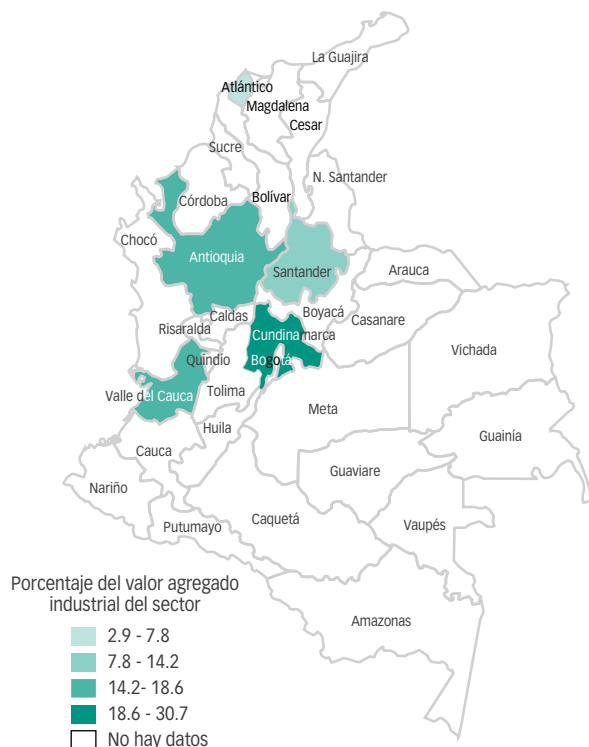 La Guajira
Atlántico
Magdalena
Cesar
Sucre
N. Santander
Bolívar
Córdoba
Chocó
Antioquia
Santander
Arauca
Boyacá
Caldas
Casanare
Risaralda
Cundinamarca
Vichada
Quindío
Bogotá
Valle del Cauca
Tolima
Meta
Huila
Guainía
Cauca
Guaviare
Nariño
Caquetá
Putumayo
Vaupés
Amazonas
Porcentaje del valor agregado
industrial del sector
2.9 - 7.8
7.8 - 14.2
14.2- 18.6
18.6 - 30.7
No hay datos